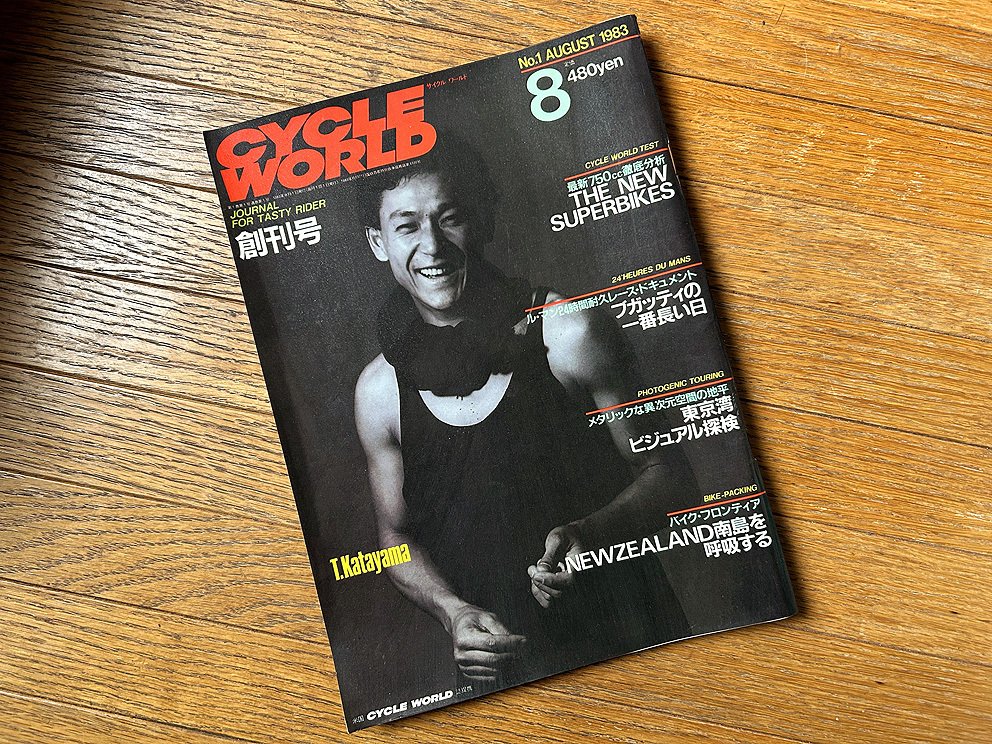 No.1 AUGUST 1983
8
480yen
CYCLE
WORLD
サイクル ワールド
JOURNAL
FOR TASTY RIDER
創刊号
CYCLE WORLD TEST
最新750cc徹底分析
THE NEW
SUPERBIKES
24 HEURES DU MANS
ル・マン24時間耐久レース・ドキュメント
ブガッティの
一番長い日
PHOTOGENIC TOURING
メタリックな異次元空間の地平
東京湾
ビジュアル探検
BIKE-PACKING
バイク・フロンティア
NEWZEALAND南島を
呼吸する
T.Katayama
米国 CYCLE WORLD